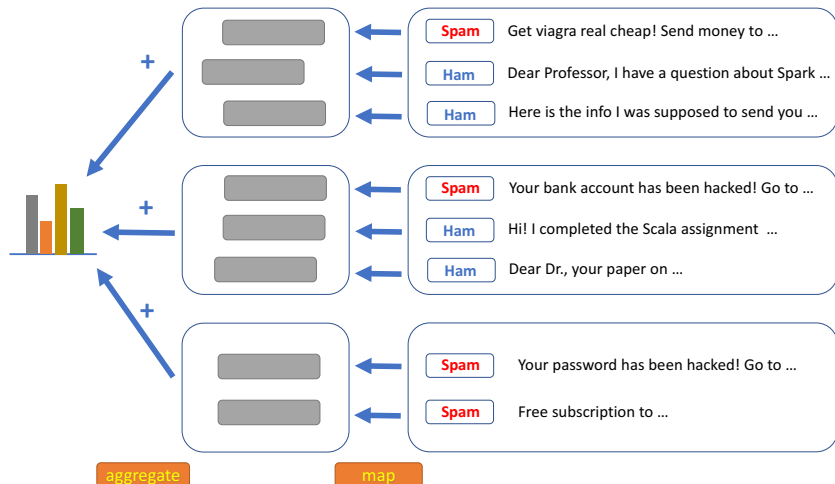 Spam Get viagra real cheap! Send money to …
+ Ham Dear Professor, I have a question about Spark …
Ham Here is the info I was supposed to send you …
Spam Your bank account has been hacked! Go to …
+ Ham Hi! I completed the Scala assignment …
Ham Dear Dr., your paper on …
+
Spam Your password has been hacked! Go to …
Spam Free subscription to …
aggregate map